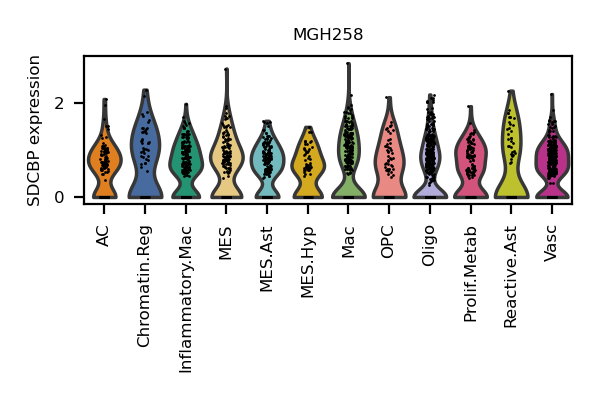 MGH258
SDCBP expression
2
0
AC
Chromatin.Reg
Inflammatory.Mac
MES
MES.Ast
MES.Hyp
Mac
OPC
Oligo
Prolif.Metab
Reactive.Ast
Vasc